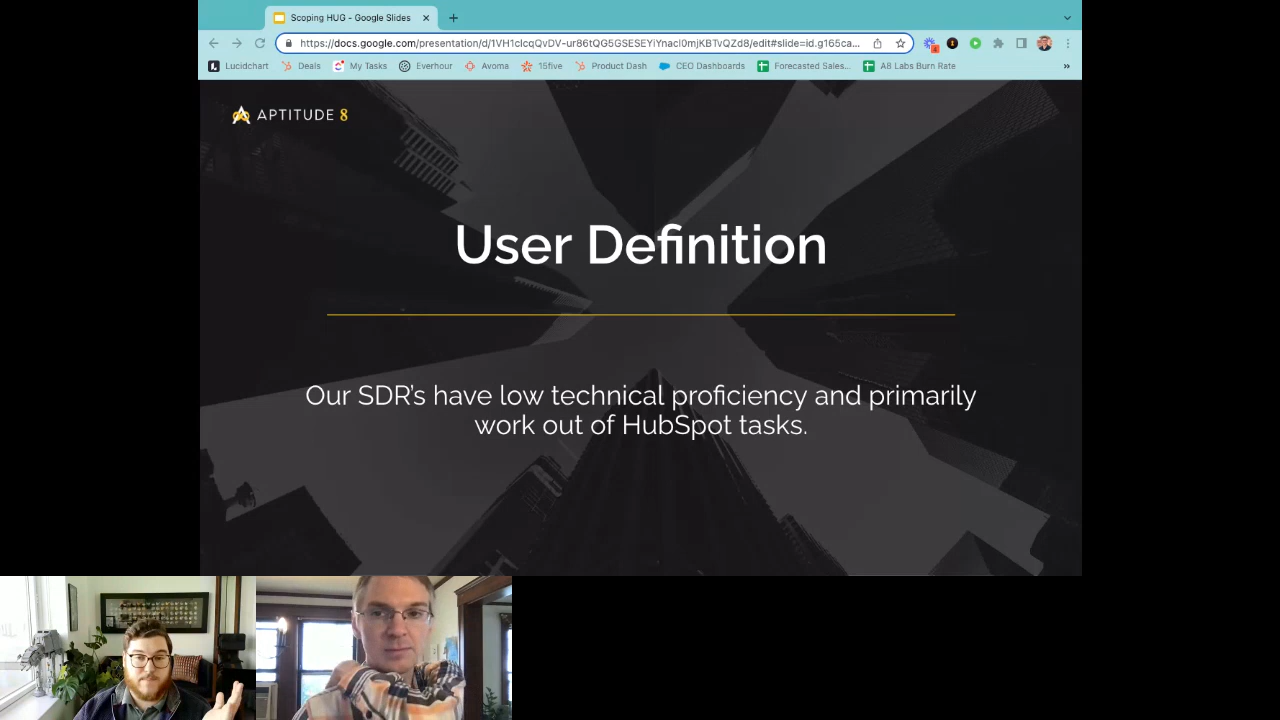 Scoping HUG - Google Slides
https://docs.google.com/presentation/d/1VH1cIcqQvDV-ur86tQG5GSESEYiYnacI0mjKBTvQZd8/edit#slide=id.g165ca...
Lucidchart Deals My Tasks Everhour Avoma 15five Product Dash CEO Dashboards Forecasted Sales... A8 Labs Burn Rate »
APTITUDE 8
User Definition
Our SDR's have low technical proficiency and primarily
work out of HubSpot tasks.